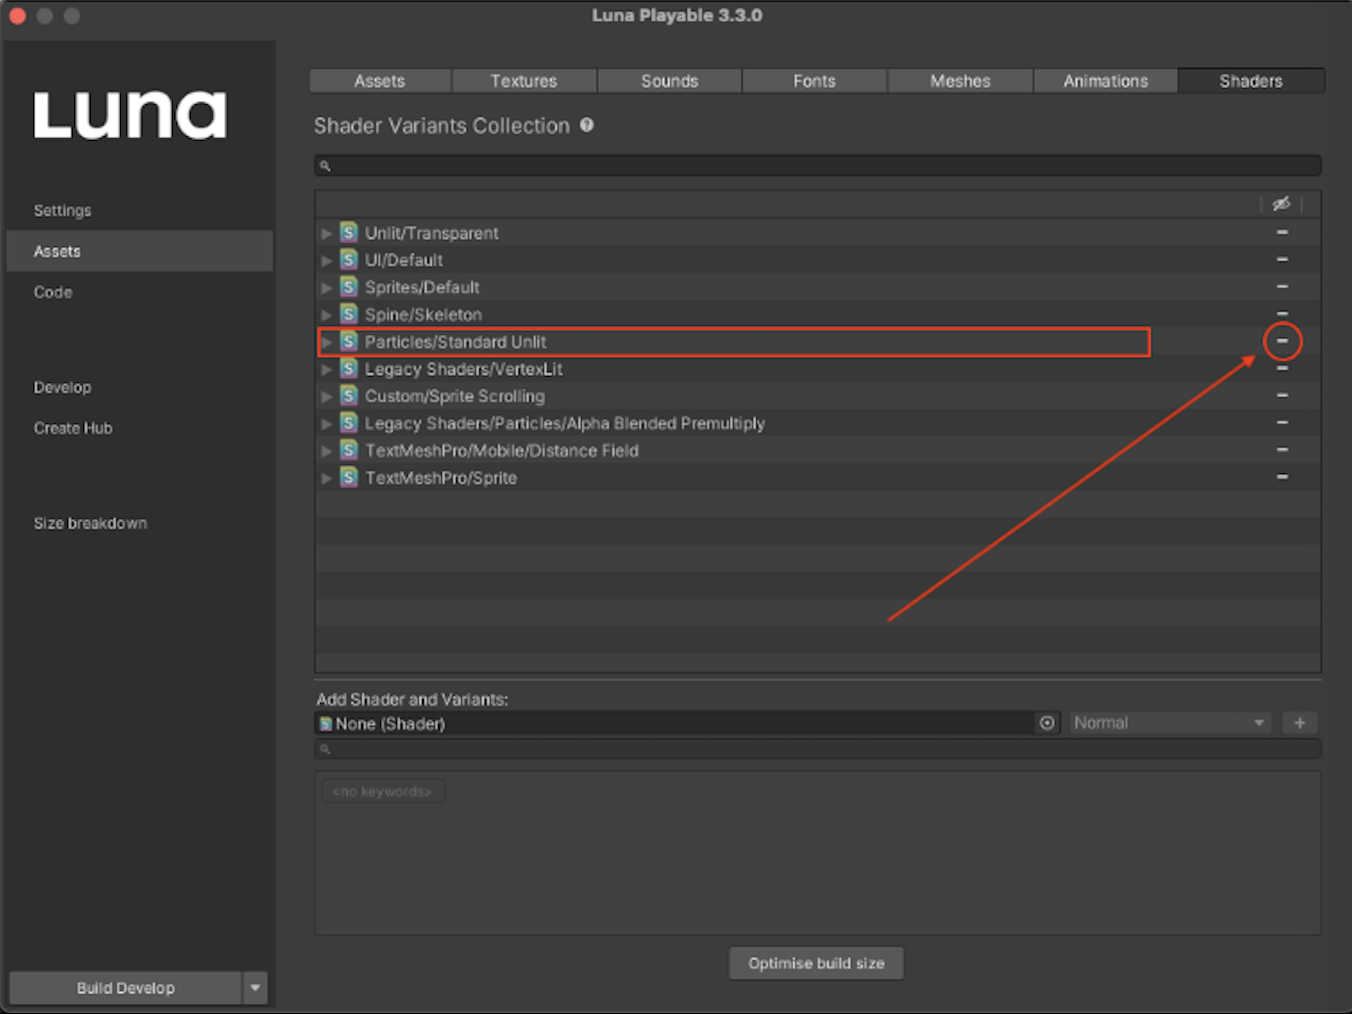 Luna Playable 3.3.0
Luna
Settings
Assets
Code
Develop
Create Hub
Size breakdown
Build Develop
Assets Textures Sounds Fonts Meshes Animations Shaders
Shader Variants Collection
Unlit/Transparent
UI/Default
Sprites/Default
Spine/Skeleton
Particles/Standard Unlit
Legacy Shaders/VertexLit
Custom/Sprite Scrolling
Legacy Shaders/Particles/Alpha Blended Premultiply
TextMeshPro/Mobile/Distance Field
TextMeshPro/Sprite
Add Shader and Variants:
None (Shader) Normal +
<no keywords>
Optimise build size